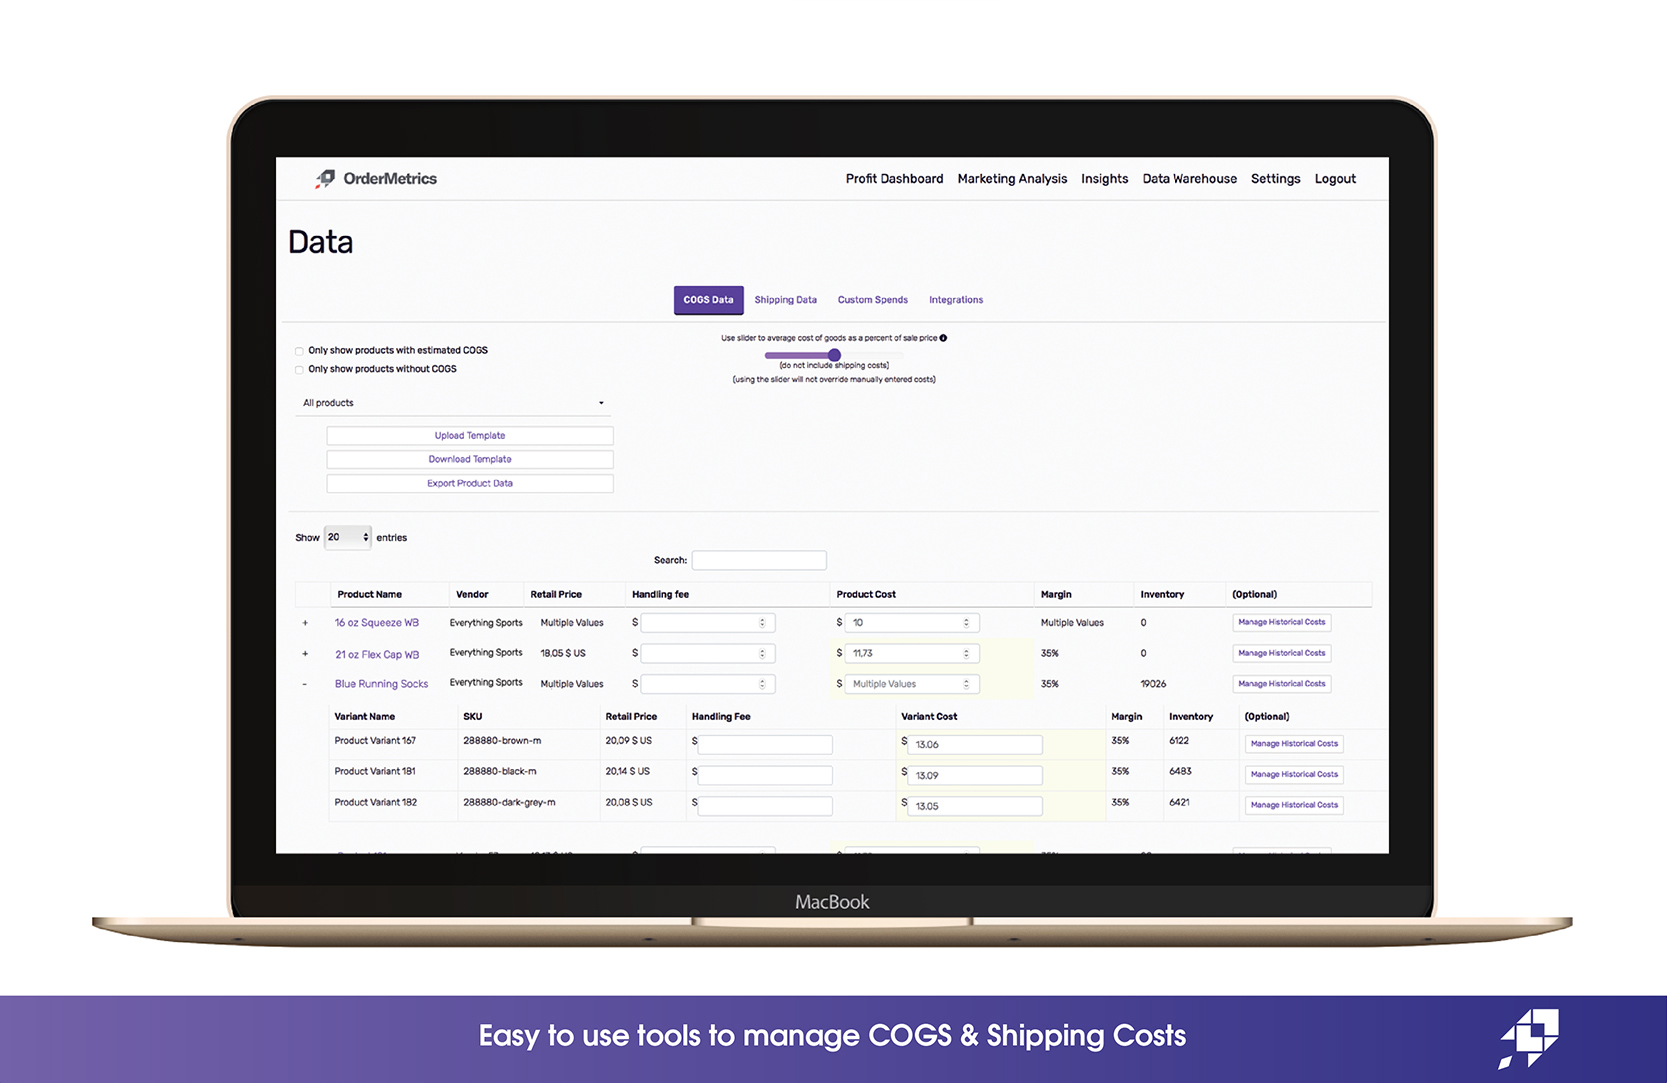 OrderMetrics
Profit Dashboard Marketing Analysis Insights Data Warehouse Settings Logout
Data
COGS Data Shipping Data Custom Spends Integrations
Use slider to average cost of goods as a percent of sale price
(do not include shipping costs)
(using the slider will not override manually entered costs)
Only show products with estimated COGS
Only show products without COGS
All products
Upload Template
Download Template
Export Product Data
Show 20 entries
Search:
Product Name Vendor Retail Price Handling fee Product Cost Margin Inventory (Optional)
+ 16 oz Squeeze WB Everything Sports Multiple Values $ $ 10 Multiple Values 0 Manage Historical Costs
+ 21 oz Flex Cap WB Everything Sports 18.05 $ US $ $ 11,73 35% 0 Manage Historical Costs
- Blue Running Socks Everything Sports Multiple Values $ $ Multiple Values 35% 19026 Manage Historical Costs
Variant Name SKU Retail Price Handling Fee Variant Cost Margin Inventory (Optional)
Product Variant 167 288880-brown-m 20,09 $ US $ $ 13.06 35% 6122 Manage Historical Costs
Product Variant 181 288880-black-m 20,14 $ US $ $ 13.09 35% 6483 Manage Historical Costs
Product Variant 182 288880-dark-grey-m 20,08 $ US $ $ 13.05 35% 6421 Manage Historical Costs
MacBook
Easy to use tools to manage COGS & Shipping Costs